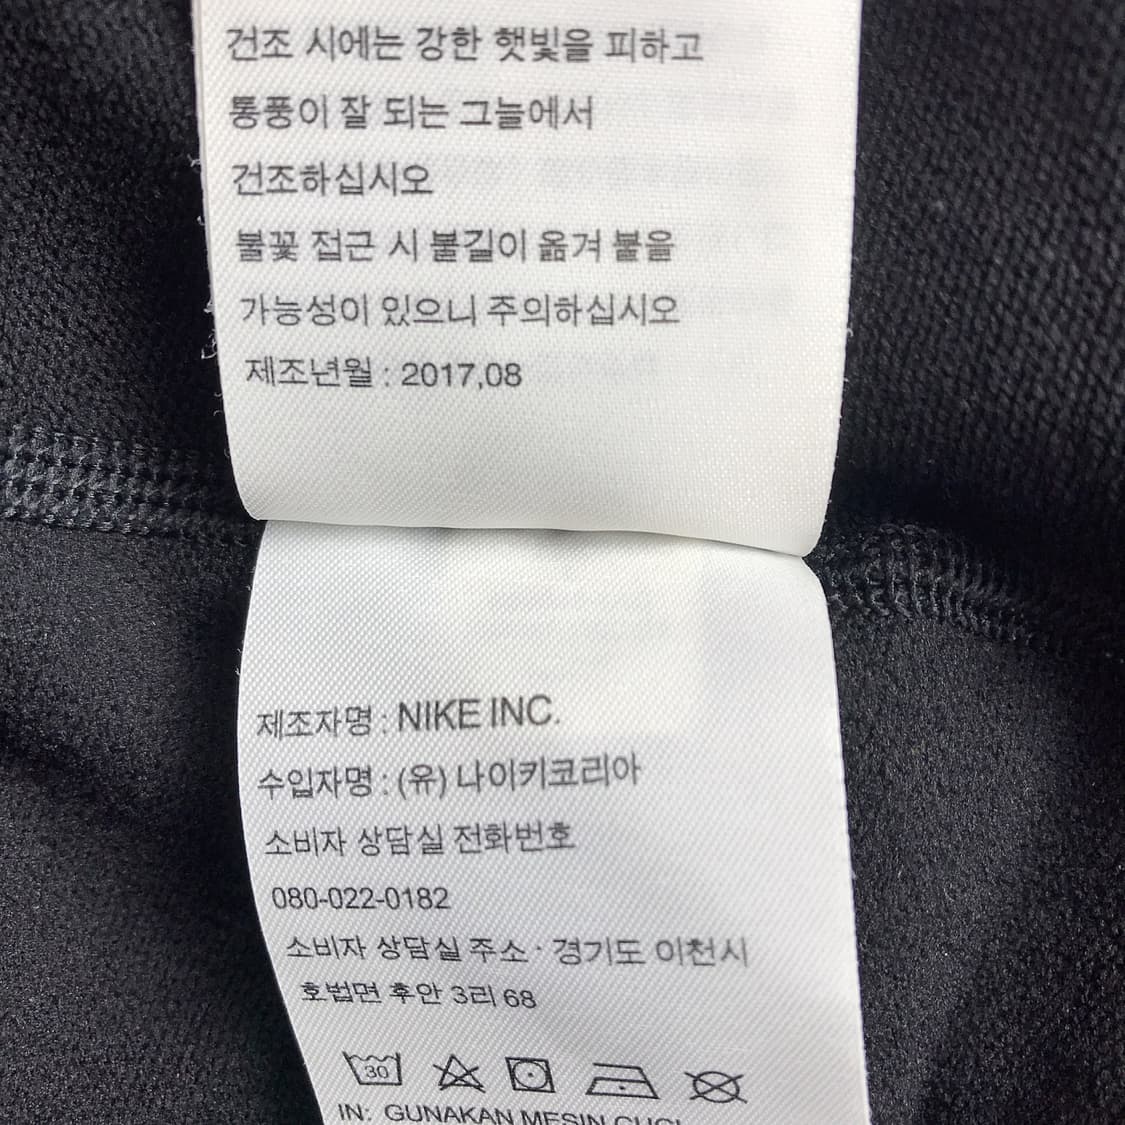 건조 시에는 강한 햇빛을 피하고
통풍이 잘 되는 그늘에서
건조하십시오
불꽃 접근 시 불길이 옮겨 붙을
가능성이 있으니 주의하십시오
제조년월 : 2017,08
제조자명 : NIKE INC.
수입자명 : (유) 나이키코리아
소비자 상담실 전화번호
080-022-0182
소비자 상담실 주소 · 경기도 이천시
호법면 후안 3리 68
30
IN: GUNAKAN MESIN CUCI